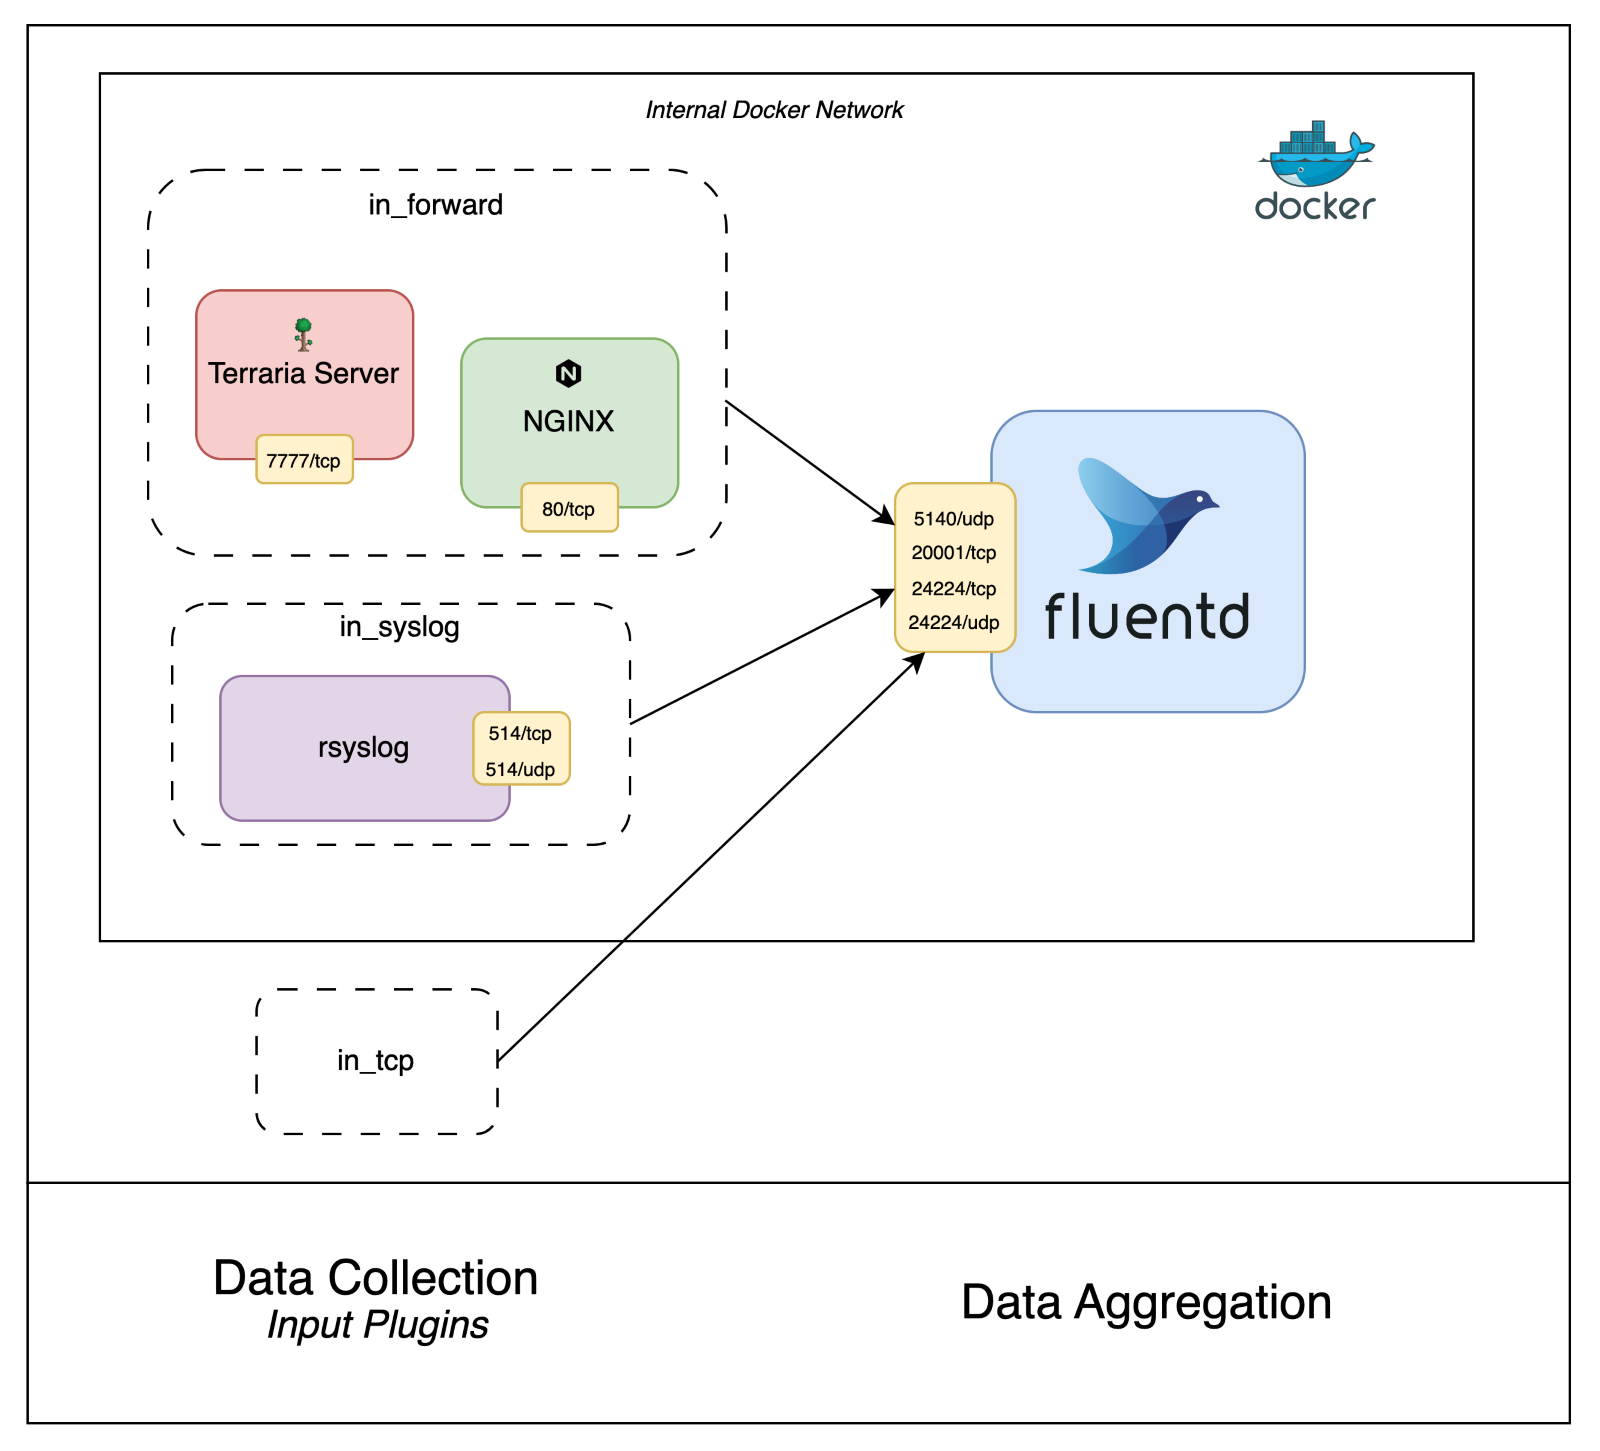 Internal Docker Network
docker
in_forward
Terraria Server
7777/tcp
NGINX
80/tcp
5140/udp
20001/tcp
24224/tcp
24224/udp
fluentd
in_syslog
rsyslog
514/tcp
514/udp
in_tcp
Data Collection
Input Plugins
Data Aggregation